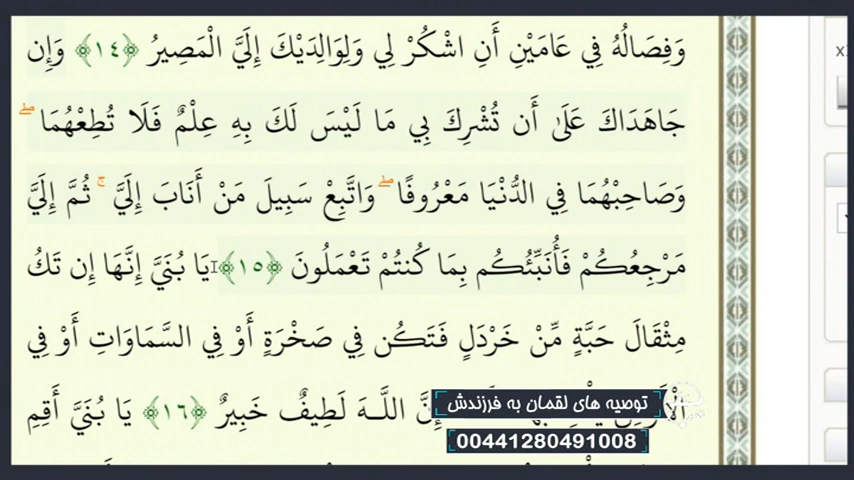 وَفِصَالُهُ فِي عَامَيْنِ أَنِ اشْكُرْ لِي وَلِوَالِدَيْكَ إِلَيَّ الْمَصِيرُ ﴿١٤﴾ وَإِن
جَاهَدَاكَ عَلَىٰ أَن تُشْرِكَ بِي مَا لَيْسَ لَكَ بِهِ عِلْمٌ فَلَا تُطِعْهُمَا ۖ
وَصَاحِبْهُمَا فِي الدُّنْيَا مَعْرُوفًا ۖ وَاتَّبِعْ سَبِيلَ مَنْ أَنَابَ إِلَيَّ ۚ ثُمَّ إِلَيَّ
مَرْجِعُكُمْ فَأُنَبِّئُكُم بِمَا كُنتُمْ تَعْمَلُونَ ﴿١٥﴾ يَا بُنَيَّ إِنَّهَا إِن تَكُ
مِثْقَالَ حَبَّةٍ مِّنْ خَرْدَلٍ فَتَكُن فِي صَخْرَةٍ أَوْ فِي السَّمَاوَاتِ أَوْ فِي
إِنَّ اللَّـهَ لَطِيفٌ خَبِيرٌ ﴿١٦﴾ يَا بُنَيَّ أَقِمِ
توصیه های لقمان به فرزندش
00441280491008